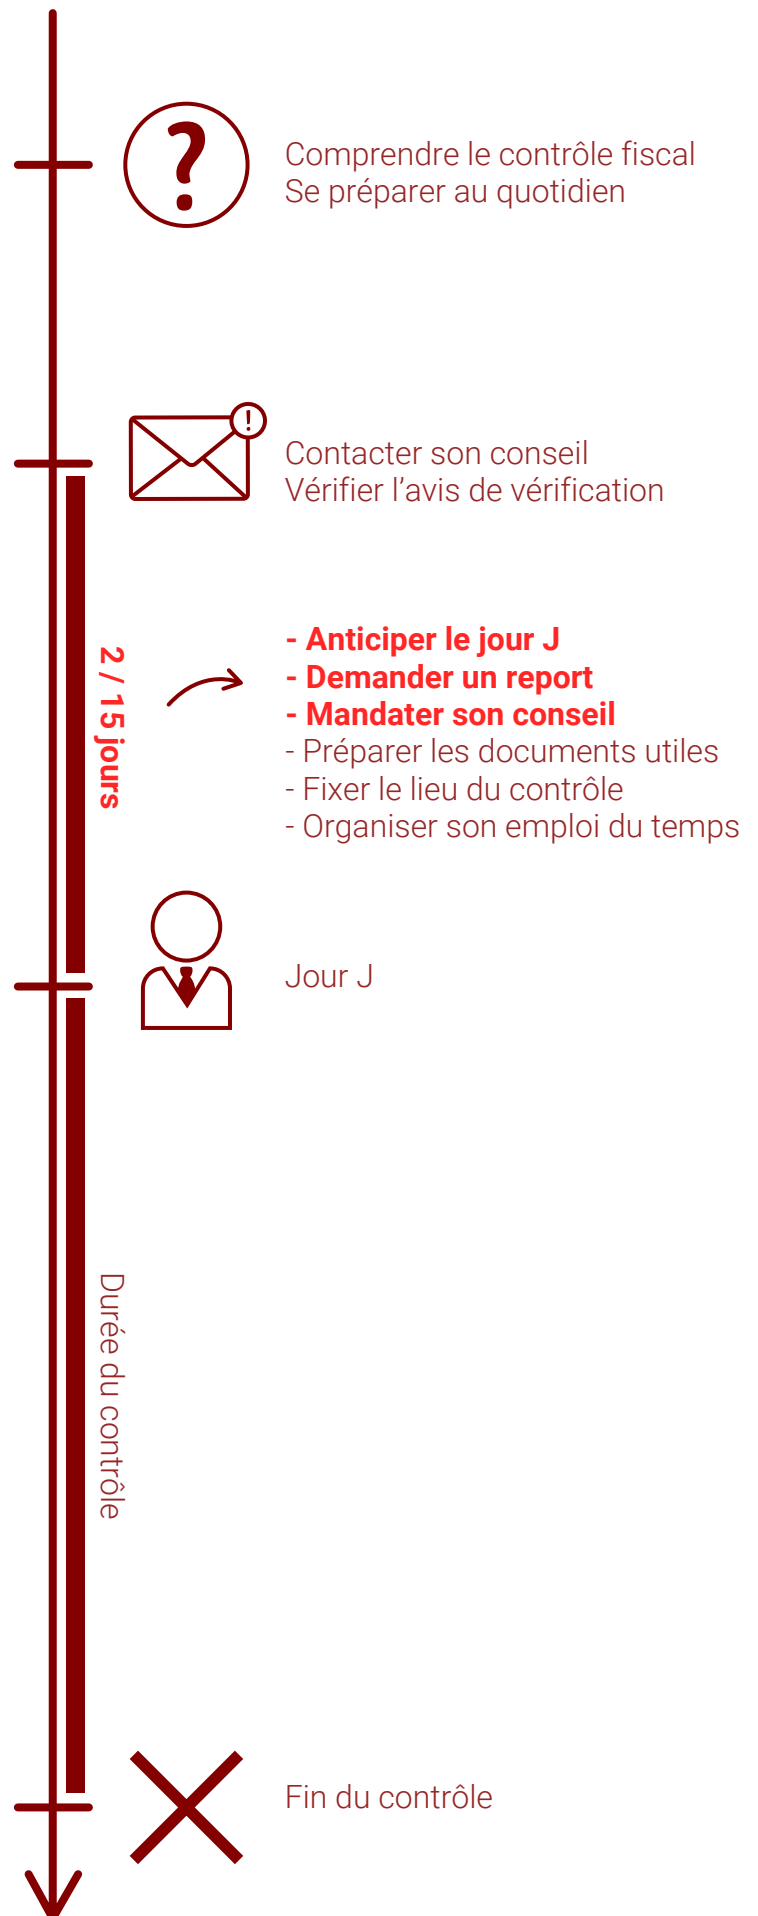 ?
Comprendre le contrôle fiscal
Se préparer au quotidien
!
Contacter son conseil
Vérifier l’avis de vérification
2 / 15 jours
- Anticiper le jour J
- Demander un report
- Mandater son conseil
- Préparer les documents utiles
- Fixer le lieu du contrôle
- Organiser son emploi du temps
Jour J
Durée du contrôle
Fin du contrôle